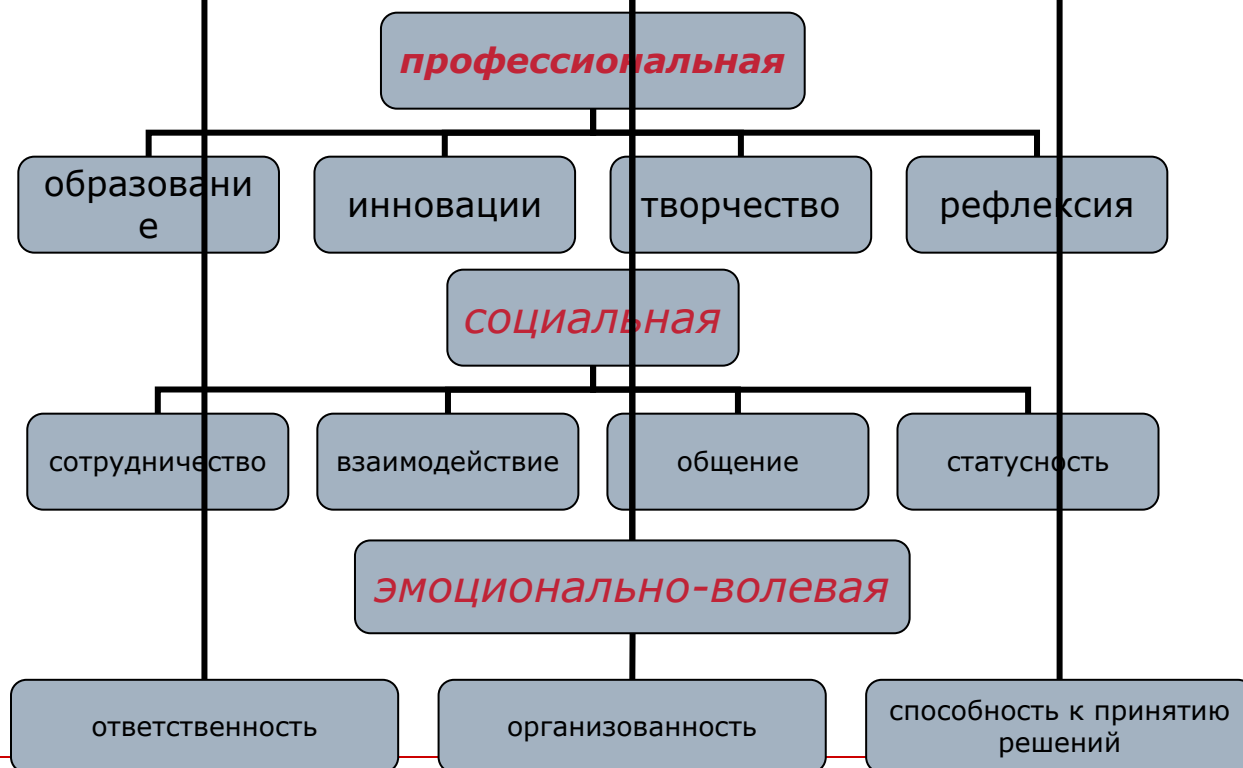 профессиональная
образовани
е
инновации
творчество
рефлексия
социальная
сотрудничество
взаимодействие
общение
статусность
эмоционально-волевая
ответственность
организованность
способность к принятию
решений